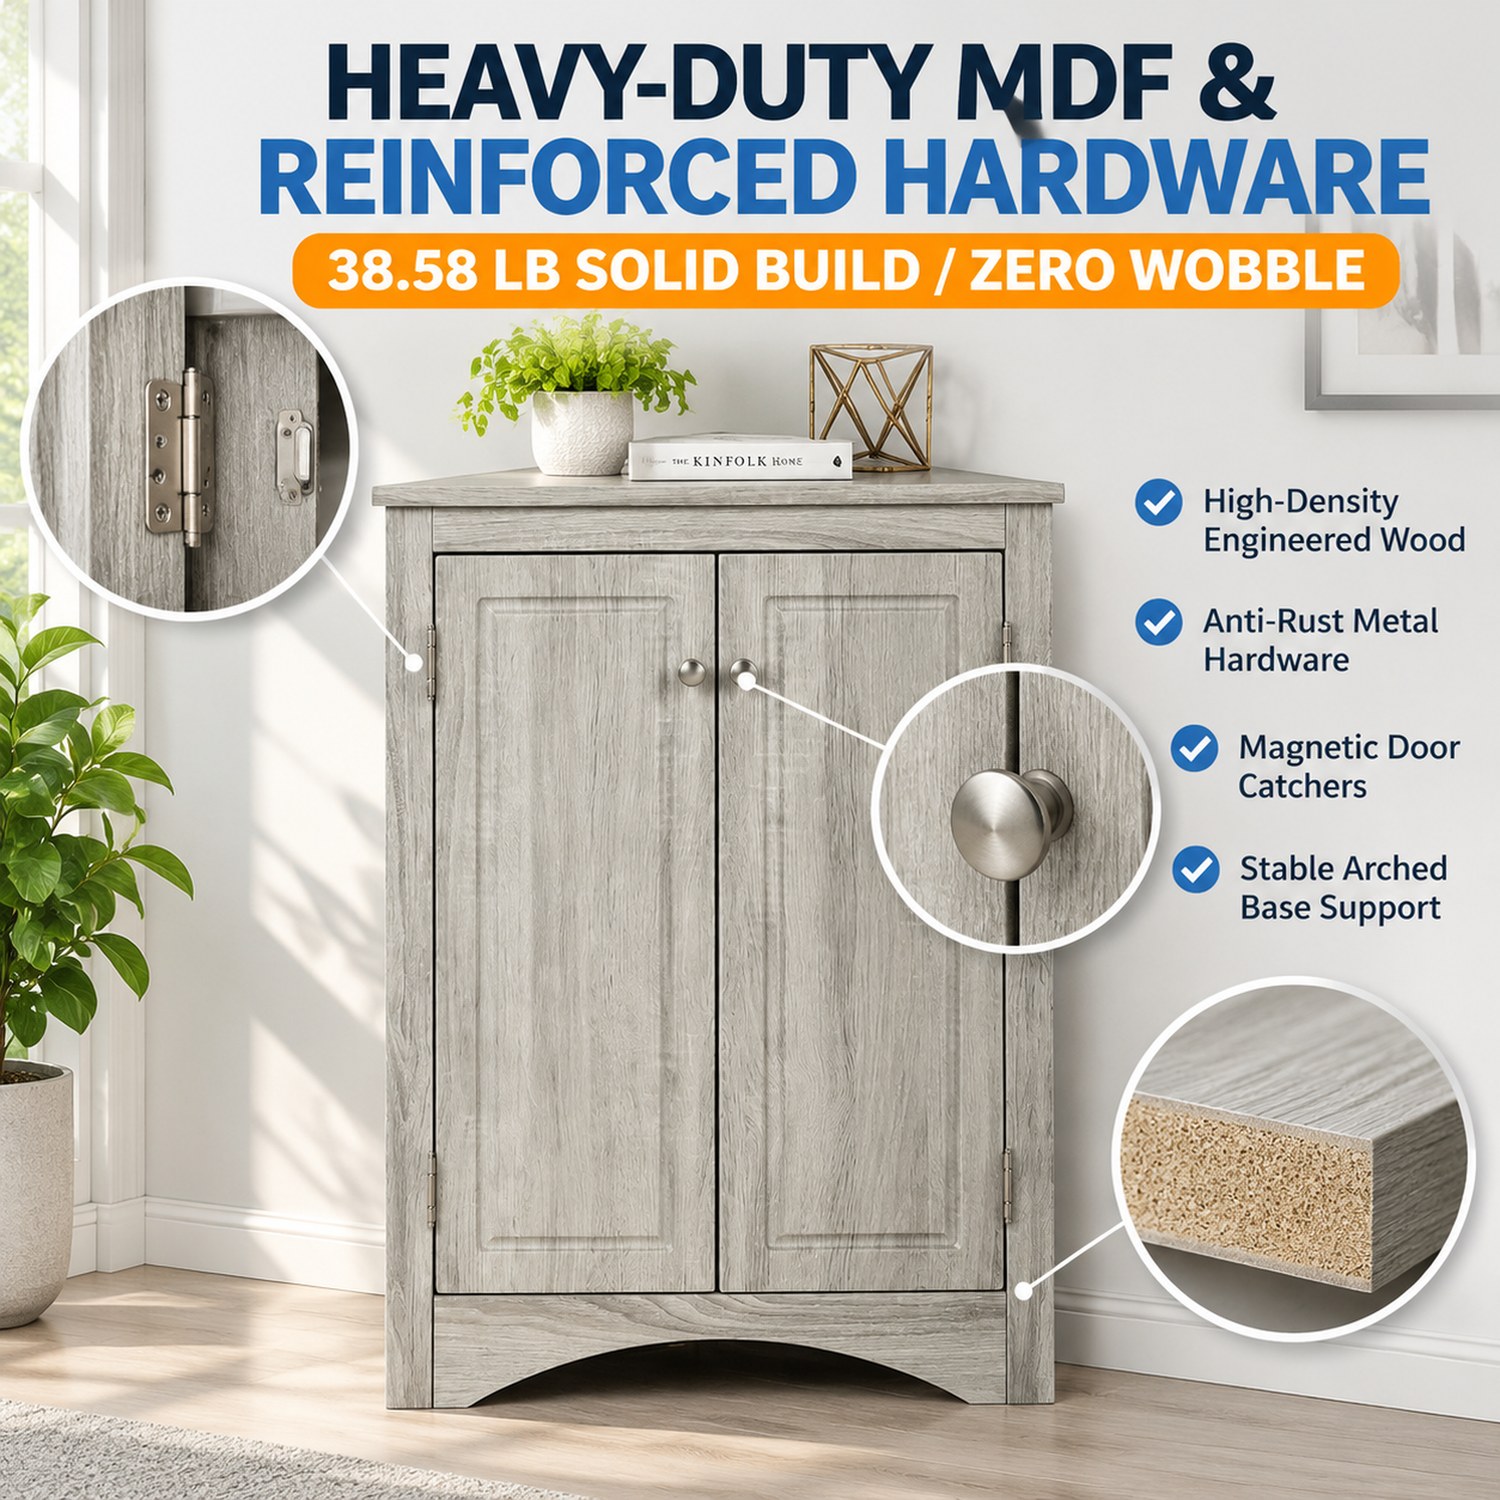 HEAVY-DUTY MDF &
REINFORCED HARDWARE
38.58 LB SOLID BUILD / ZERO WOBBLE
THE KINFOLK HOME
High-Density
Engineered Wood
Anti-Rust Metal
Hardware
Magnetic Door
Catchers
Stable Arched
Base Support